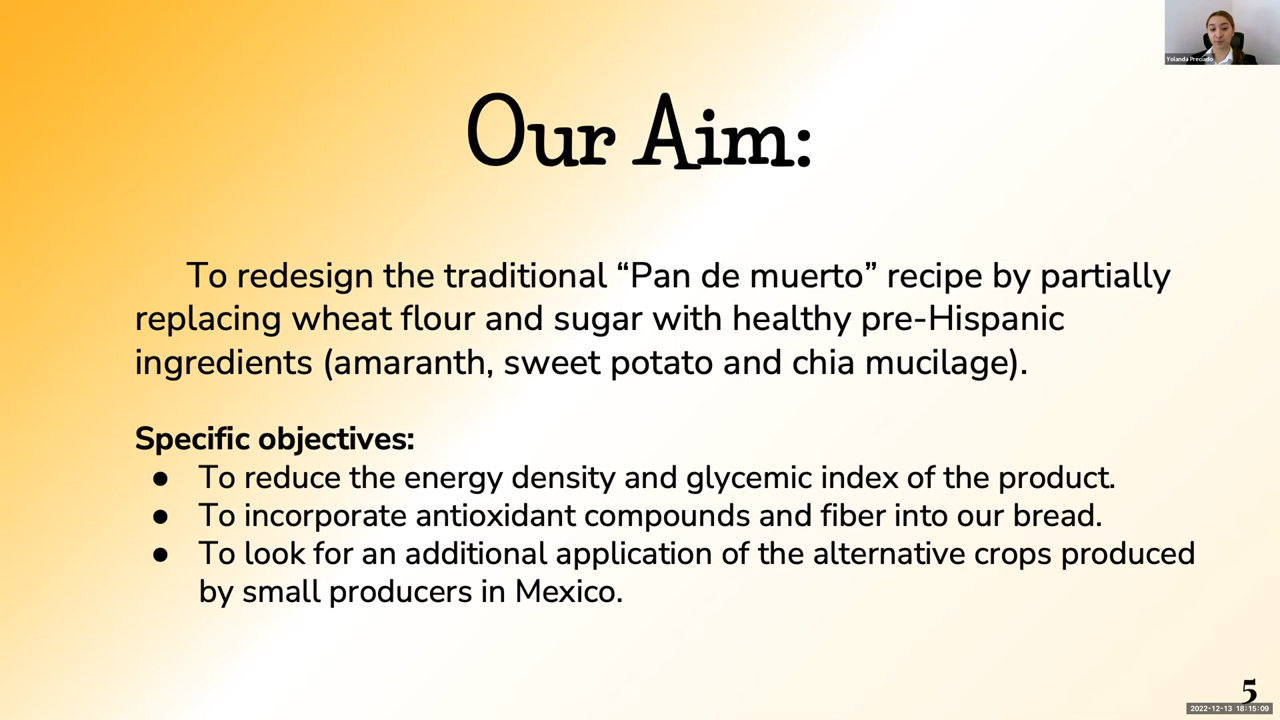 Yolanda Preciado
Our Aim:
To redesign the traditional “Pan de muerto” recipe by partially
replacing wheat flour and sugar with healthy pre-Hispanic
ingredients (amaranth, sweet potato and chia mucilage).
Specific objectives:
● To reduce the energy density and glycemic index of the product.
● To incorporate antioxidant compounds and fiber into our bread.
● To look for an additional application of the alternative crops produced
by small producers in Mexico.
5
2022-12-13 18:15:09